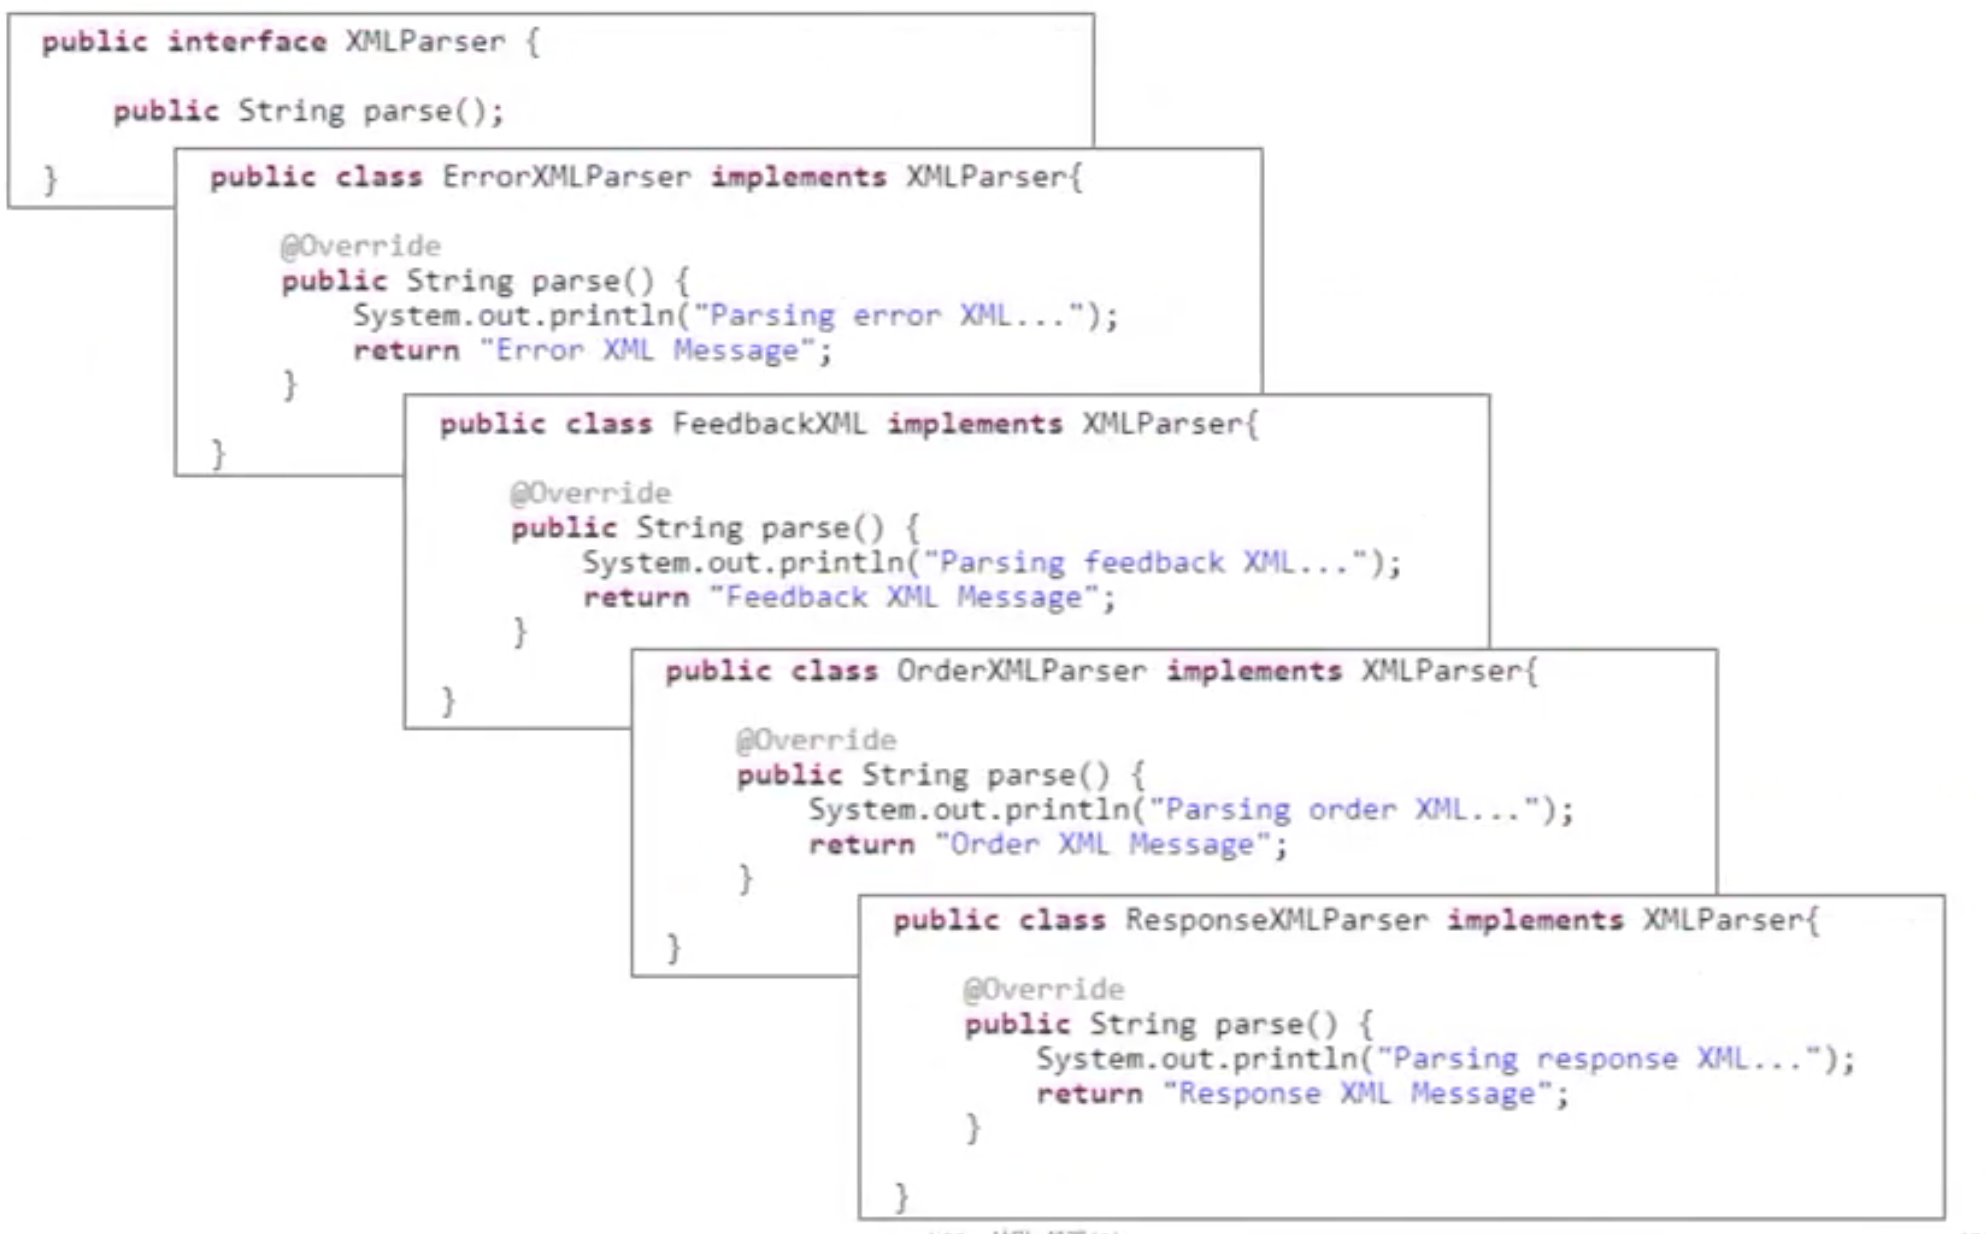 public interface XMLParser {
public String parse();
}
public class ErrorXMLParser implements XMLParser{
@Override
public String parse() {
System.out.println("Parsing error XML...");
return "Error XML Message";
}
}
public class FeedbackXML implements XMLParser{
@Override
public String parse() {
System.out.println("Parsing feedback XML...");
return "Feedback XML Message";
}
}
public class OrderXMLParser implements XMLParser{
@Override
public String parse() {
System.out.println("Parsing order XML...");
return "Order XML Message";
}
}
public class ResponseXMLParser implements XMLParser{
@Override
public String parse() {
System.out.println("Parsing response XML...");
return "Response XML Message";
}
}